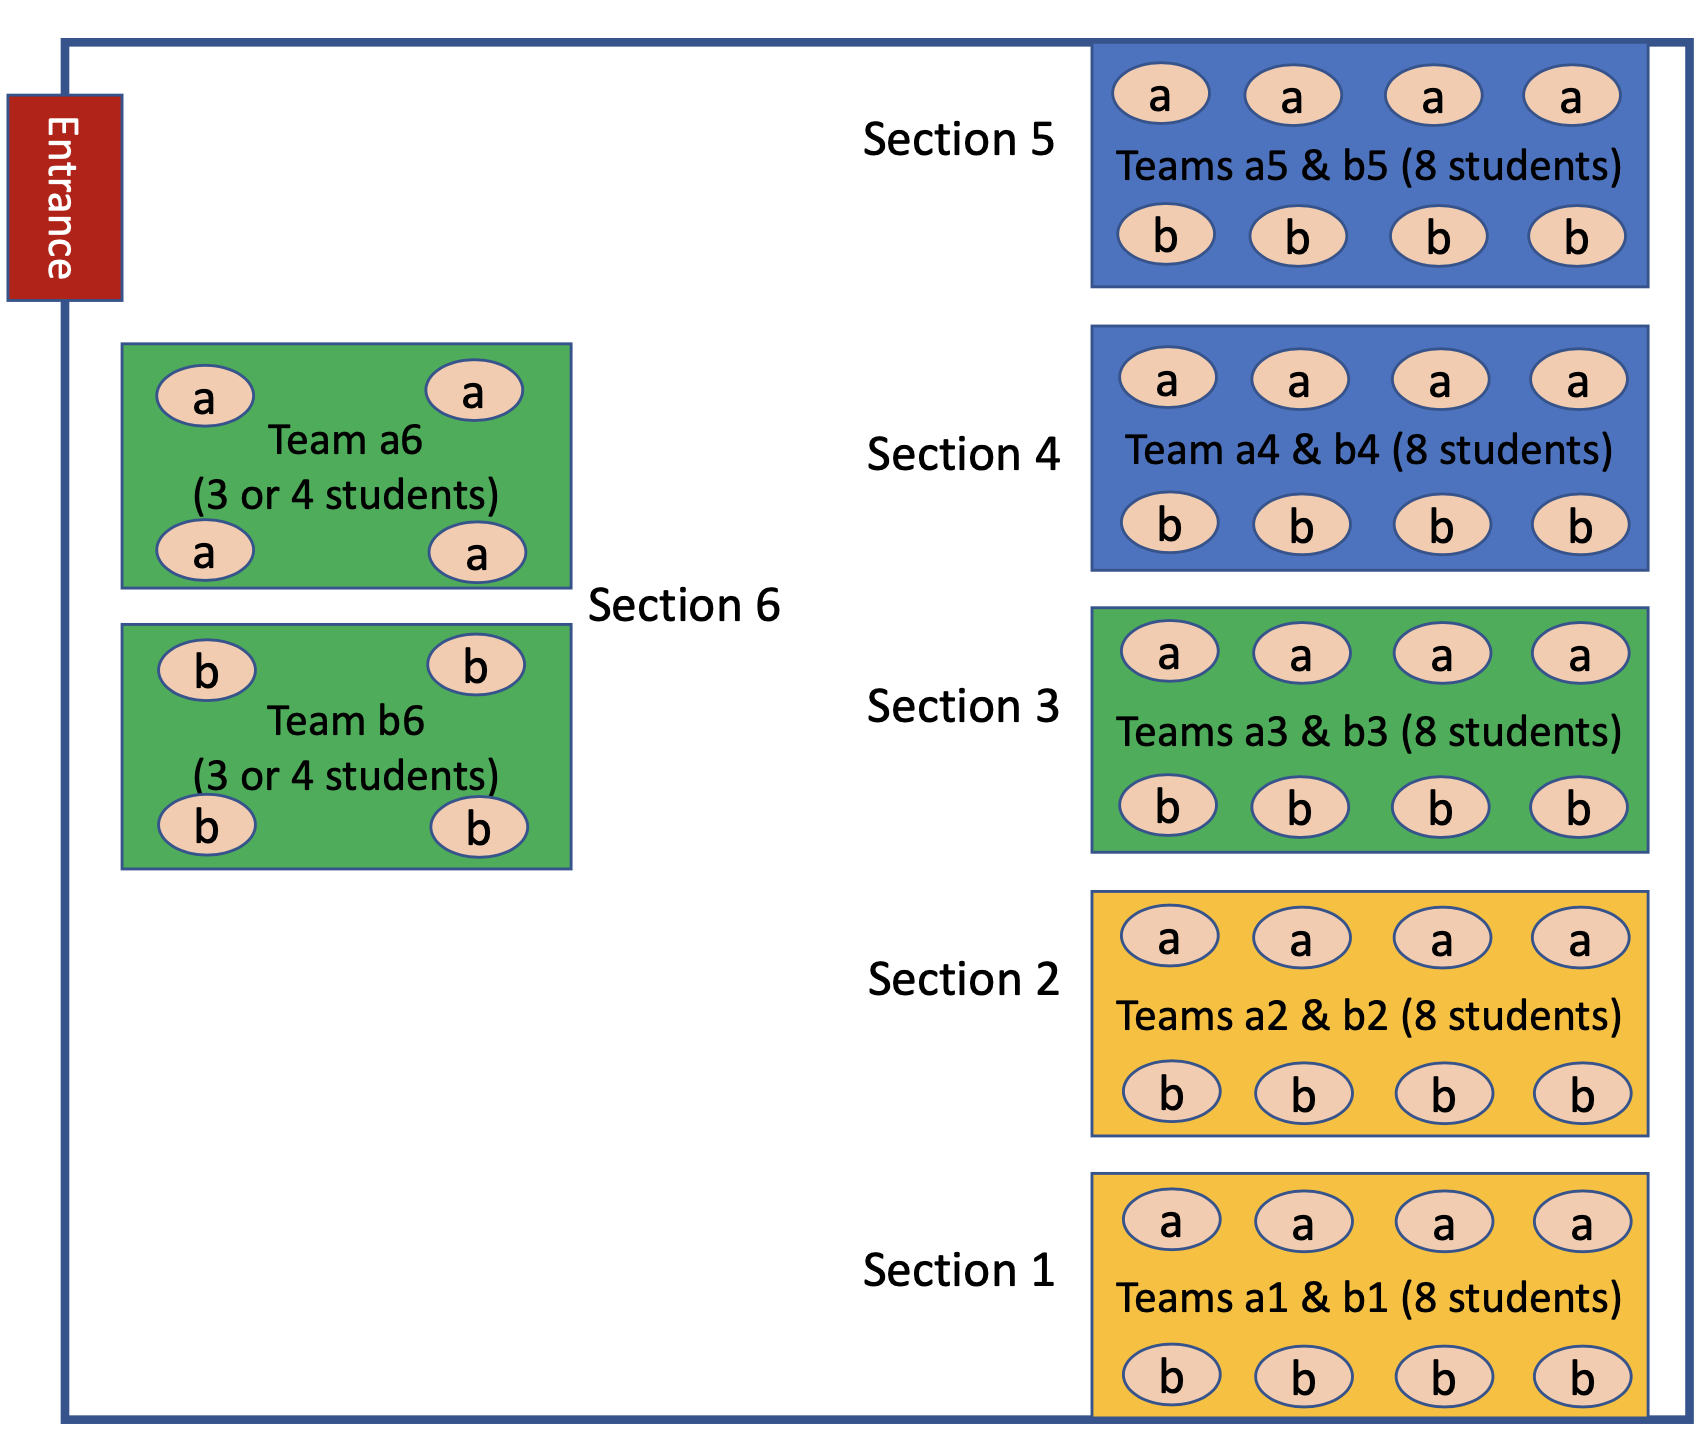 Entrance
Section 5
a a a a
Teams a5 & b5 (8 students)
b b b b
Section 4
a a a a
Team a4 & b4 (8 students)
b b b b
a a
Team a6
(3 or 4 students)
a a
Section 6
b b
Team b6
(3 or 4 students)
b b
Section 3
a a a a
Teams a3 & b3 (8 students)
b b b b
Section 2
a a a a
Teams a2 & b2 (8 students)
b b b b
Section 1
a a a a
Teams a1 & b1 (8 students)
b b b b